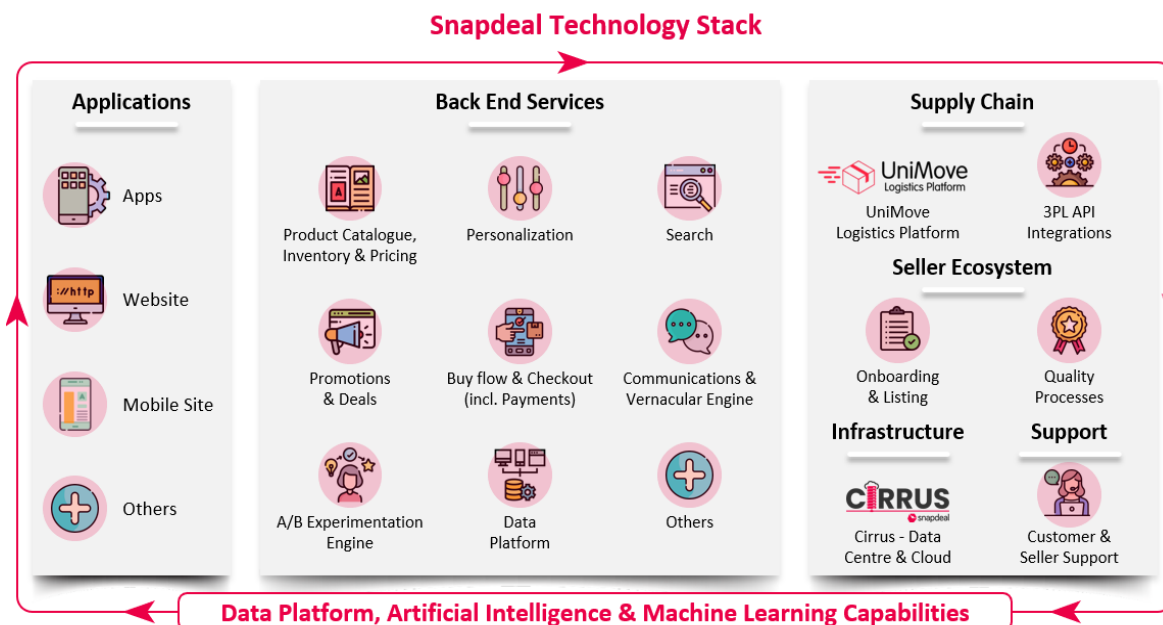 Snapdeal Technology Stack
Applications
Apps
://http
Website
Mobile Site
Others
Back End Services
A
Product Catalogue,
Inventory & Pricing
Personalization
Search
Promotions
& Deals
Buy flow & Checkout
(incl. Payments)
Communications &
Vernacular Engine
A/B Experimentation
Engine
Data
Platform
Others
Supply Chain
UniMove
Logistics Platform
UniMove
Logistics Platform
3PL API
Integrations
Seller Ecosystem
Onboarding
& Listing
Quality
Processes
Infrastructure
CIRRUS
snapdeal
Cirrus - Data
Centre & Cloud
Support
Customer &
Seller Support
Data Platform, Artificial Intelligence & Machine Learning Capabilities